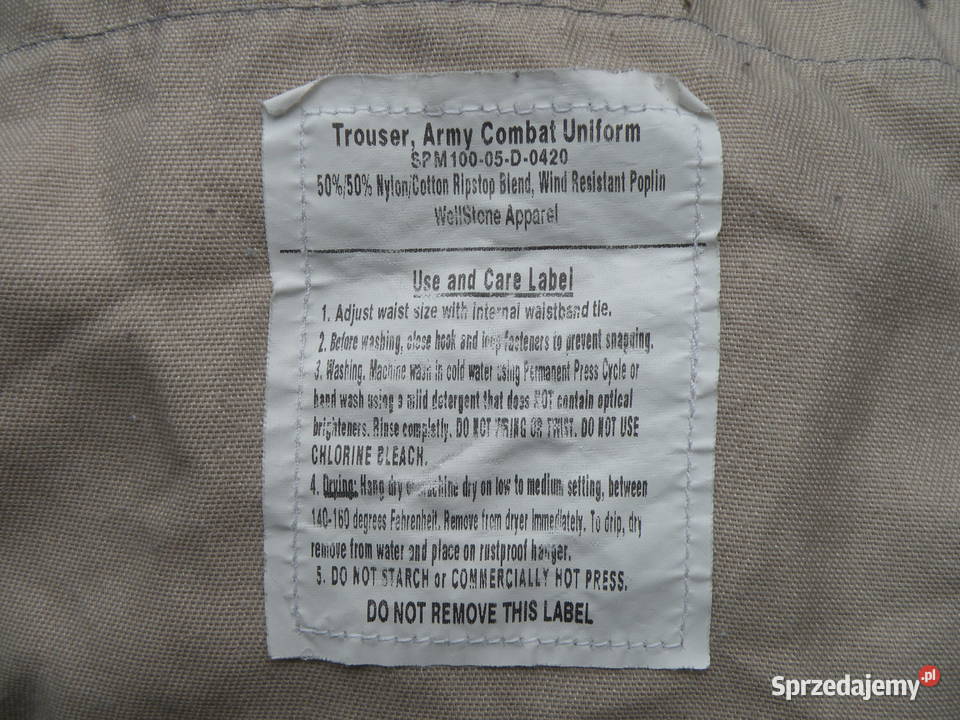 Trouser, Army Combat Uniform
SPM100-05-D-0420
50%/50% Nylon/Cotton Ripstop Blend, Wind Resistant Poplin
WellStone Apparel
Use and Care Label
1. Adjust waist size with internal waistband tie.
2. Before washing, close hook and loop fasteners to prevent snagging.
3. Washing. Machine wash in cold water using Permanent Press Cycle or
hand wash using a mild detergent that does NOT contain optical
brighteners. Rinse completly. DO NOT WRING OR TWIST. DO NOT USE
CHLORINE BLEACH.
4. Drying: Hang dry or machine dry on low to medium setting, between
140-160 degrees Fahrenheit. Remove from dryer immediately. To drip, dry
remove from water and place on rustproof hanger.
5. DO NOT STARCH or COMMERCIALLY HOT PRESS.
DO NOT REMOVE THIS LABEL
Sprzedajemy.pl